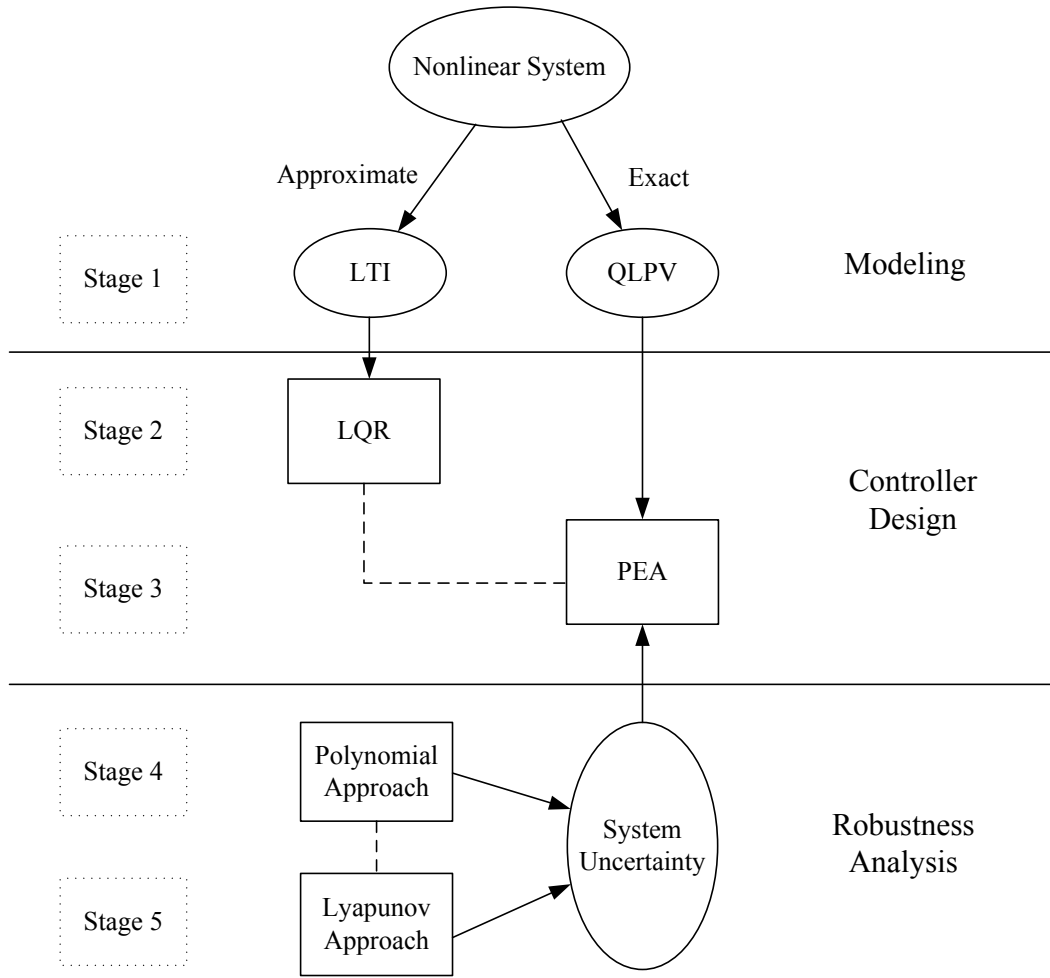 Nonlinear System
Approximate
Exact
Stage 1
LTI
QLPV
Modeling
Stage 2
LQR
Controller
Design
Stage 3
PEA
Stage 4
Polynomial
Approach
System
Uncertainty
Robustness
Analysis
Stage 5
Lyapunov
Approach